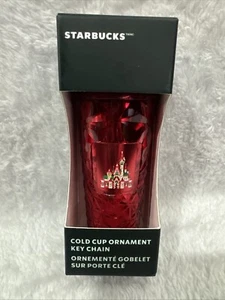 STARBUCKS
COLD CUP ORNAMENT
KEY CHAIN
ORNEMENTÉ GOBELET
SUR PORTE CLÉ